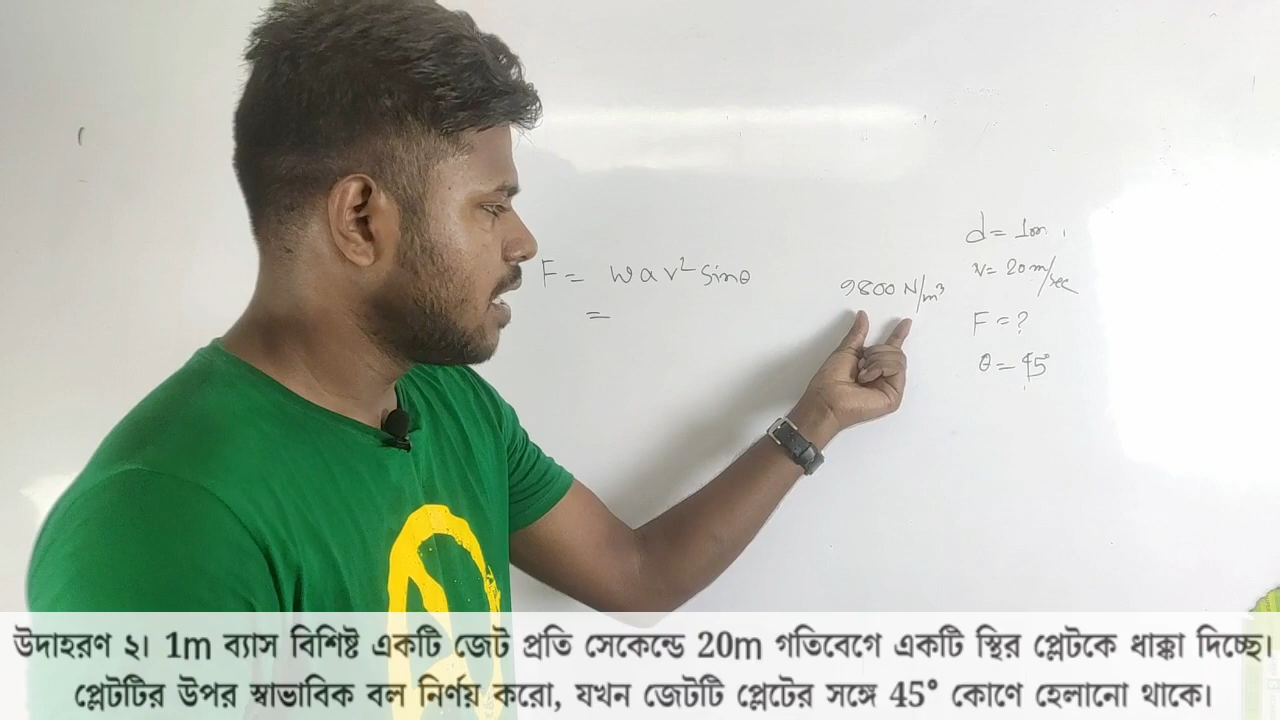 F = wav² sinθ
=
9800 N/m³
d = 1m
v = 20m/sec
F = ?
θ = 45°
উদাহরণ ২। 1m ব্যাস বিশিষ্ট একটি জেট প্রতি সেকেন্ডে 20m গতিবেগে একটি স্থির প্লেটকে ধাক্কা দিচ্ছে।
প্লেটটির উপর স্বাভাবিক বল নির্ণয় করো, যখন জেটটি প্লেটের সঙ্গে 45° কোণে হেলানো থাকে।